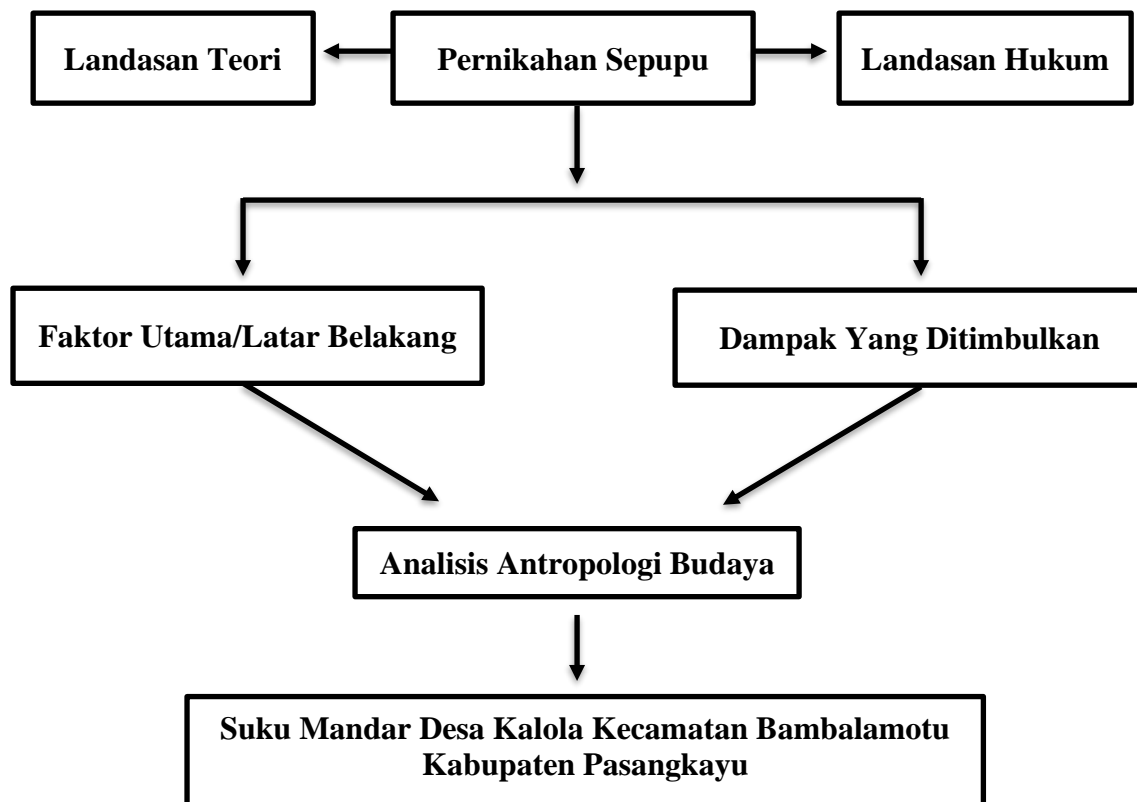 Landasan Teori
Pernikahan Sepupu
Landasan Hukum
Faktor Utama/Latar Belakang
Dampak Yang Ditimbulkan
Analisis Antropologi Budaya
Suku Mandar Desa Kalola Kecamatan Bambalamotu
Kabupaten Pasangkayu